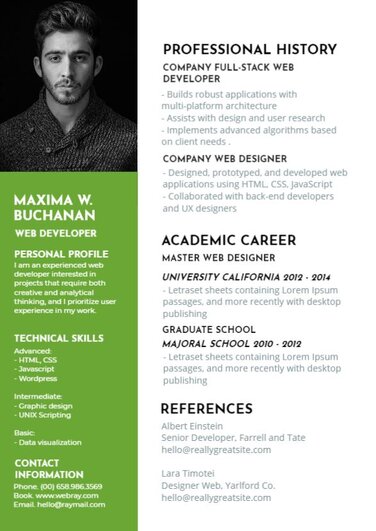 MAXIMA W.
BUCHANAN
WEB DEVELOPER
PERSONAL PROFILE
I am an experienced web
developer interested in
projects that require both
creative and analytical
thinking, and I prioritize user
experience in my work.
TECHNICAL SKILLS
Advanced:
- HTML, CSS
- Javascript
- Wordpress
Intermediate:
- Graphic design
- UNIX Scripting
Basic:
- Data visualization
CONTACT
INFORMATION
Phone. (00) 658.986.3569
Book. www.webray.com
Email. hello@raymail.com
PROFESSIONAL HISTORY
COMPANY FULL-STACK WEB
DEVELOPER
- Builds robust applications with
multi-platform architecture
- Assists with design and user research
- Implements advanced algorithms based
on client needs .
COMPANY WEB DESIGNER
- Designed, prototyped, and developed web
applications using HTML, CSS, JavaScript
- Collaborated with back-end developers
and UX designers
ACADEMIC CAREER
MASTER WEB DESIGNER
UNIVERSITY CALIFORNIA 2012 - 2014
- Letraset sheets containing Lorem Ipsum
passages, and more recently with desktop
publishing
GRADUATE SCHOOL
MAJORAL SCHOOL 2010 - 2012
- Letraset sheets containing Lorem Ipsum
passages, and more recently with desktop
publishing
REFERENCES
Albert Einstein
Senior Developer, Farrell and Tate
hello@reallygreatsite.com
Lara Timotei
Designer Web, Yarlford Co.
hello@reallygreatsite.com